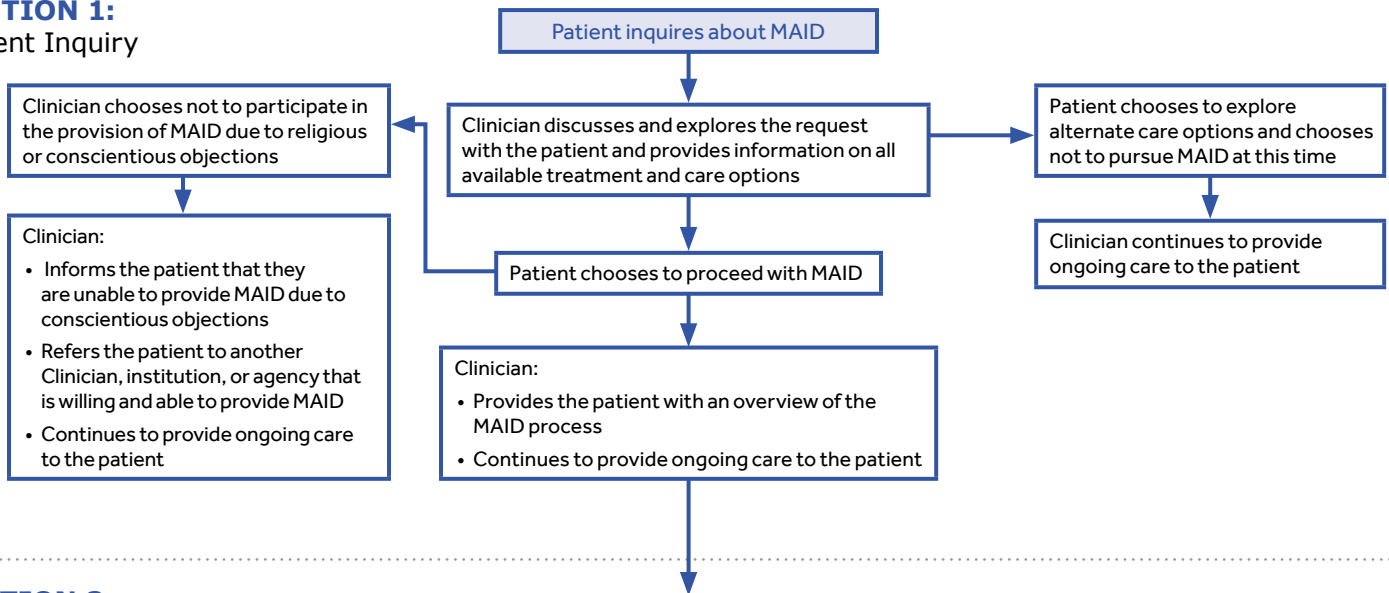 TION 1:
ent Inquiry
Patient inquires about MAID
Clinician chooses not to participate in
the provision of MAID due to religious
or conscientious objections
Clinician discusses and explores the request
with the patient and provides information on all
available treatment and care options
Patient chooses to explore
alternate care options and chooses
not to pursue MAID at this time
Clinician:
• Informs the patient that they
are unable to provide MAID due to
conscientious objections
• Refers the patient to another
Clinician, institution, or agency that
is willing and able to provide MAID
• Continues to provide ongoing care
to the patient
Patient chooses to proceed with MAID
Clinician continues to provide
ongoing care to the patient
Clinician:
• Provides the patient with an overview of the
MAID process
• Continues to provide ongoing care to the patient